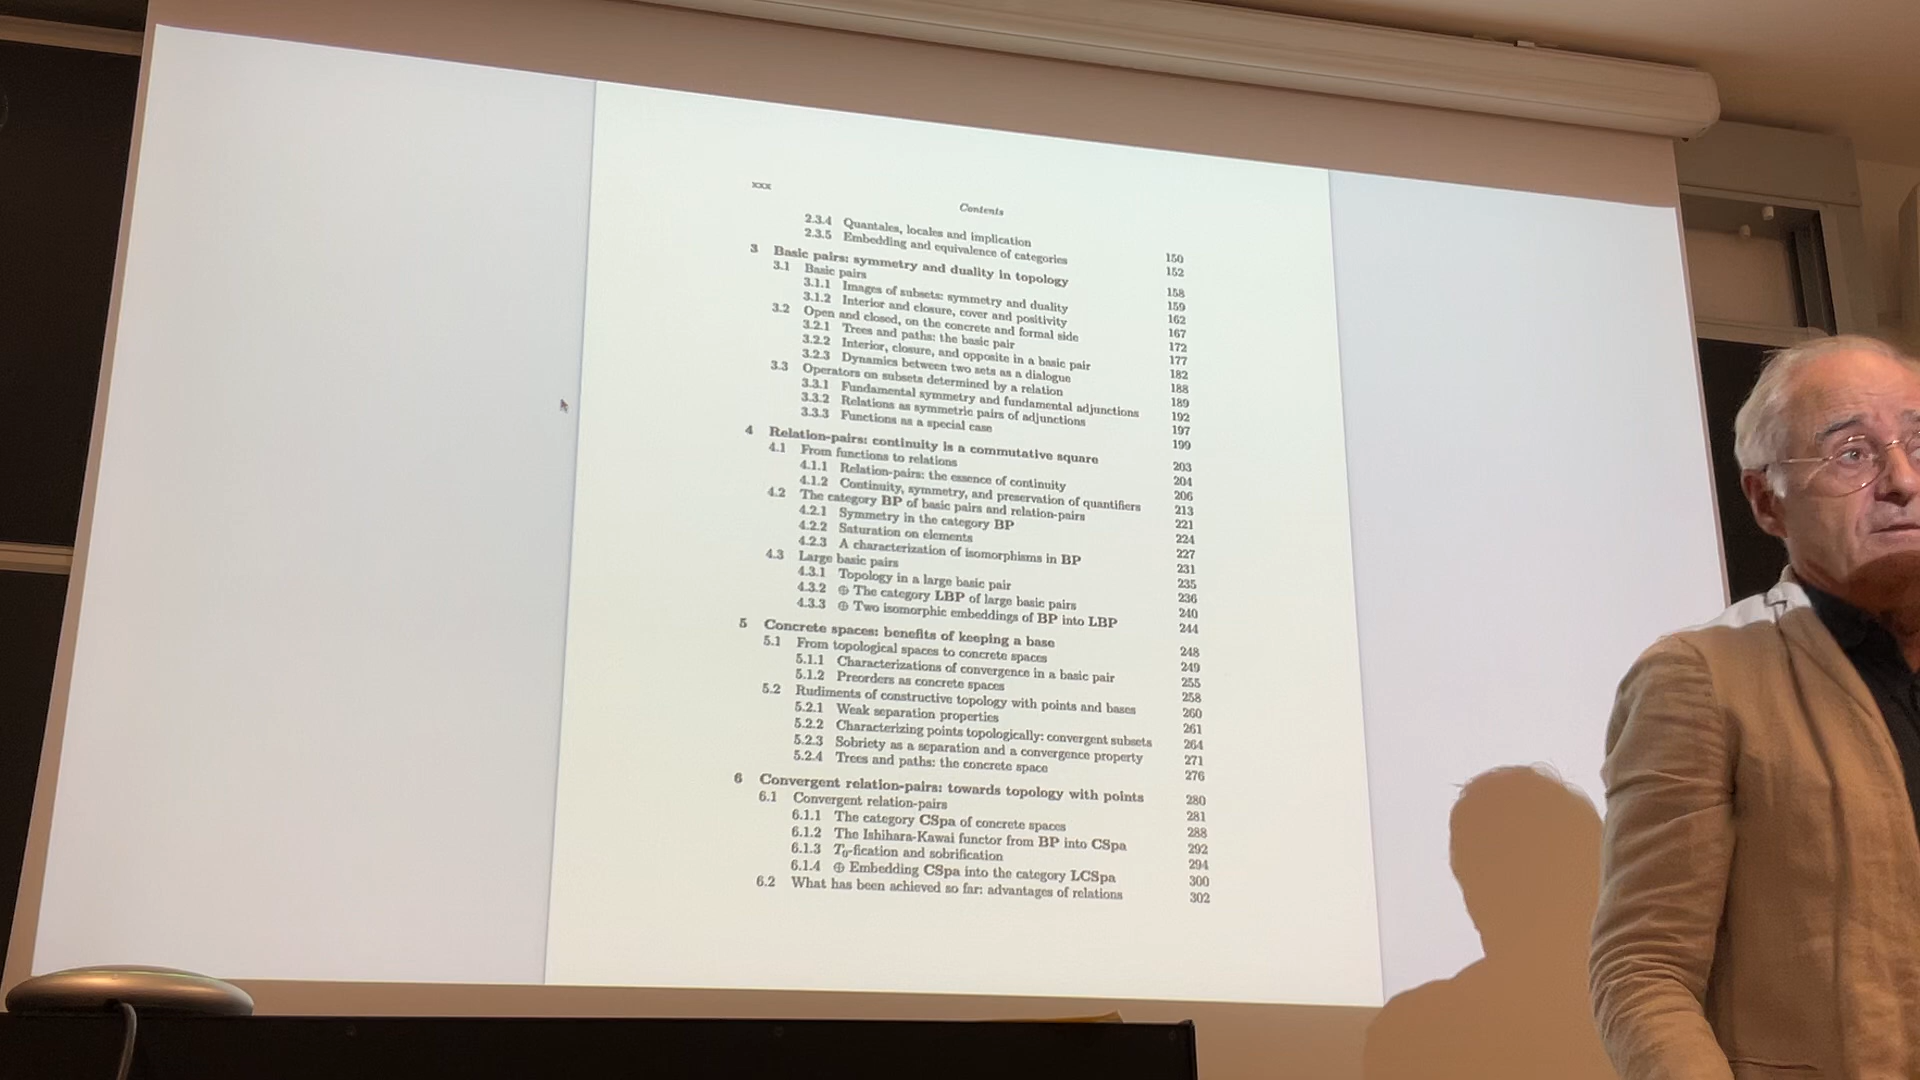 xxx
Contents
2.3.4 Quantales, locales and implication 150
2.3.5 Embedding and equivalence of categories 152
3 Basic pairs: symmetry and duality in topology 158
3.1 Basic pairs 159
3.1.1 Images of subsets: symmetry and duality 162
3.1.2 Interior and closure, cover and positivity 167
3.2 Open and closed, on the concrete and formal side 172
3.2.1 Trees and paths: the basic pair 177
3.2.2 Interior, closure, and opposite in a basic pair 182
3.2.3 Dynamics between two sets as a dialogue 188
3.3 Operators on subsets determined by a relation 189
3.3.1 Fundamental symmetry and fundamental adjunctions 192
3.3.2 Relations as symmetric pairs of adjunctions 197
3.3.3 Functions as a special case 199
4 Relation-pairs: continuity is a commutative square 203
4.1 From functions to relations 204
4.1.1 Relation-pairs: the essence of continuity 206
4.1.2 Continuity, symmetry, and preservation of quantifiers 213
4.2 The category BP of basic pairs and relation-pairs 221
4.2.1 Symmetry in the category BP 224
4.2.2 Saturation on elements 227
4.2.3 A characterization of isomorphisms in BP 231
4.3 Large basic pairs 235
4.3.1 Topology in a large basic pair 236
4.3.2 ⊕ The category LBP of large basic pairs 240
4.3.3 ⊕ Two isomorphic embeddings of BP into LBP 244
5 Concrete spaces: benefits of keeping a base 248
5.1 From topological spaces to concrete spaces 249
5.1.1 Characterizations of convergence in a basic pair 255
5.1.2 Preorders as concrete spaces 258
5.2 Rudiments of constructive topology with points and bases 260
5.2.1 Weak separation properties 261
5.2.2 Characterizing points topologically: convergent subsets 264
5.2.3 Sobriety as a separation and a convergence property 271
5.2.4 Trees and paths: the concrete space 276
6 Convergent relation-pairs: towards topology with points 280
6.1 Convergent relation-pairs 281
6.1.1 The category CSpa of concrete spaces 288
6.1.2 The Ishihara-Kawai functor from BP into CSpa 292
6.1.3 T₀-fication and sobrification 294
6.1.4 ⊕ Embedding CSpa into the category LCSpa 300
6.2 What has been achieved so far: advantages of relations 302